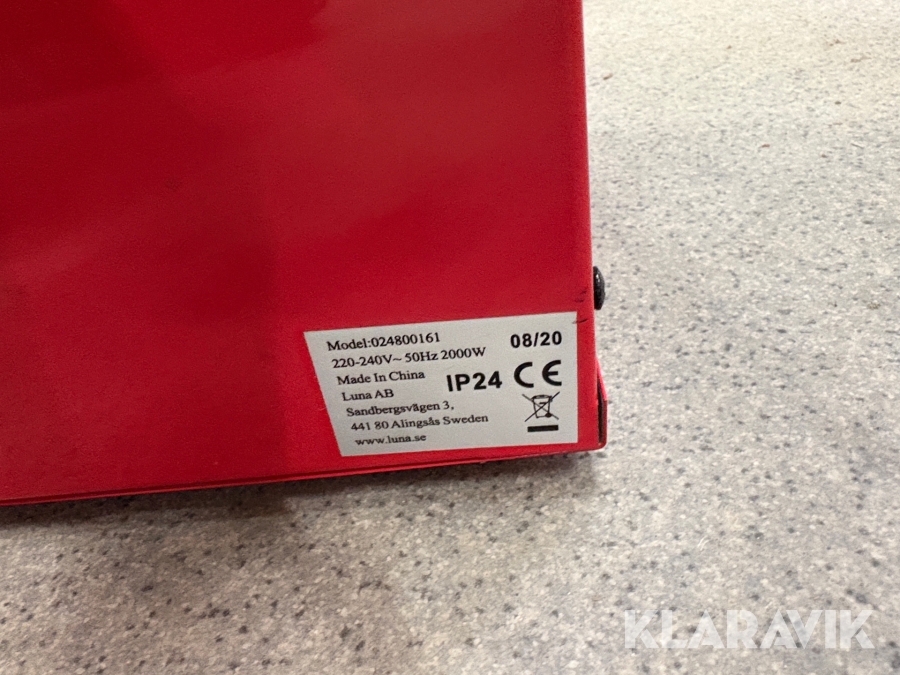 Model:024800161
08/20
220-240V~ 50Hz 2000W
Made In China
IP24 CE
Luna AB
Sandbergsvägen 3,
441 80 Alingsås Sweden
www.luna.se
KLARAVIK